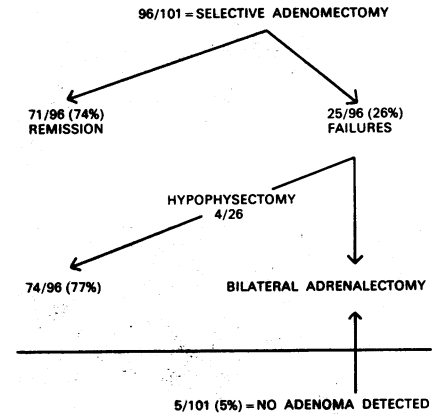 96/101 = SELECTIVE ADENOMECTOMY
71/96 (74%)
REMISSION
25/96 (26%)
FAILURES
HYPOPHYSECTOMY
4/26
74/96 (77%)
BILATERAL ADRENALECTOMY
5/101 (5%) = NO ADENOMA DETECTED